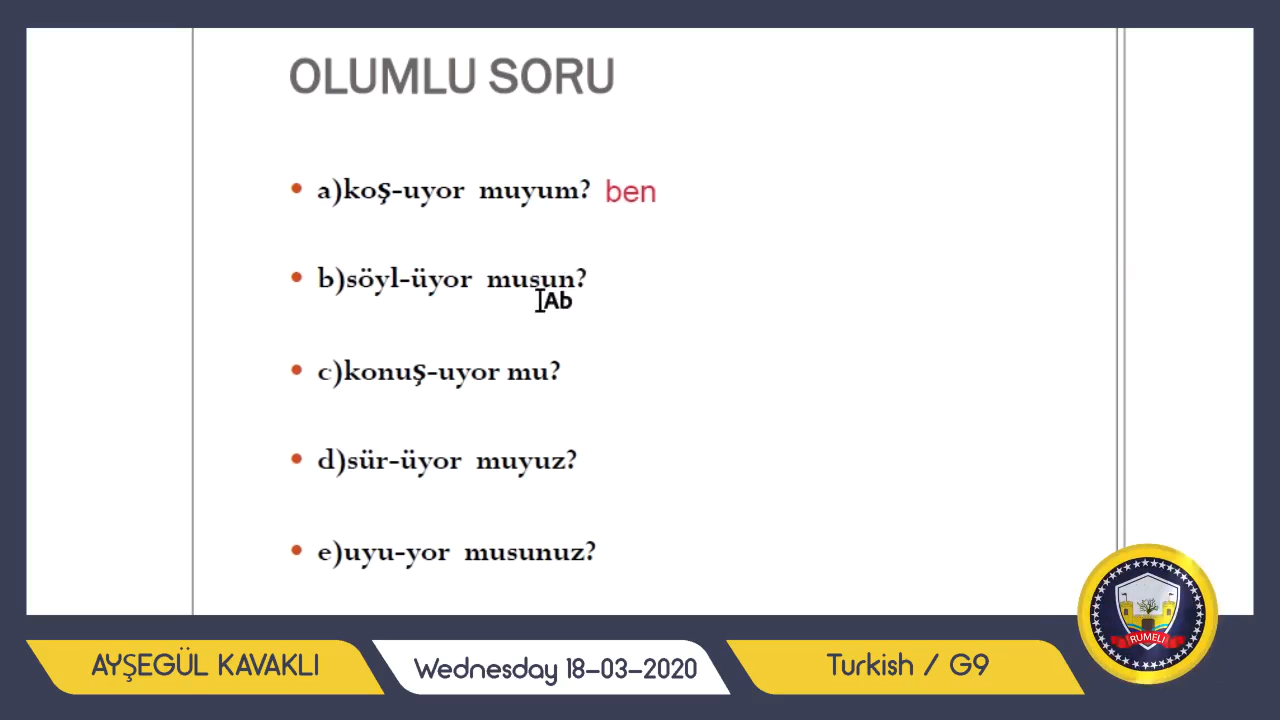 OLUMLU SORU
• a)koş-uyor muyum? ben
• b)söyl-üyor musun?
Ab
• c)konuş-uyor mu?
• d)sür-üyor muyuz?
• e)uyu-yor musunuz?
RUMELİ
AYŞEGÜL KAVAKLI
Wednesday 18-03-2020
Turkish / G9